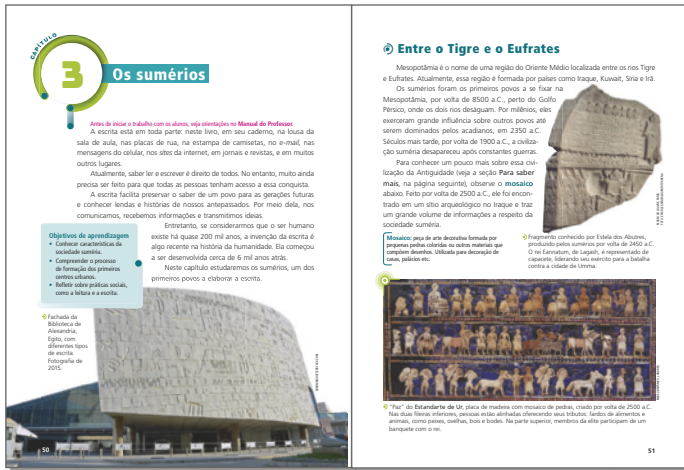 CAPÍTULO
3
Os sumérios
Antes de iniciar o trabalho com os alunos, veja orientações no Manual do Professor.
A escrita está em toda parte: neste livro, em seu caderno, na lousa da
sala de aula, nas placas de rua, na estampa de camisetas, no e-mail, nas
mensagens do celular, nos sites da internet, em jornais e revistas, e em muitos
outros lugares.
Atualmente, saber ler e escrever é direito de todos. No entanto, muito ainda
precisa ser feito para que todas as pessoas tenham acesso a essa conquista.
A escrita facilita preservar o saber de um povo para as gerações futuras
e conhecer lendas e histórias de nossos antepassados. Por meio dela, nos
comunicamos, recebemos informações e transmitimos ideias.
Entretanto, se considerarmos que o ser humano
existe há quase 200 mil anos, a invenção da escrita é
algo recente na história da humanidade. Ela começou
a ser desenvolvida cerca de 6 mil anos atrás.
Neste capítulo estudaremos os sumérios, um dos
primeiros povos a elaborar a escrita.
Objetivos de aprendizagem
• Conhecer características da
sociedade suméria.
• Compreender o processo
de formação dos primeiros
centros urbanos.
• Refletir sobre práticas sociais,
como a leitura e a escrita.
Fachada da
Biblioteca de
Alexandria,
Egito, com
diferentes tipos
de escrita.
Fotografia de
2015.
50
Entre o Tigre e o Eufrates
Mesopotâmia é o nome de uma região do Oriente Médio localizada entre os rios Tigre
e Eufrates. Atualmente, essa região é formada por países como Iraque, Kuwait, Síria e Irã.
Os sumérios foram os primeiros povos a se fixar na
Mesopotâmia, por volta de 8500 a.C., perto do Golfo
Pérsico, onde os dois rios deságuam. Por milênios, eles
exerceram grande influência sobre outros povos até
serem dominados pelos acadianos, em 2350 a.C.
Séculos mais tarde, por volta de 1900 a.C., a civiliza-
ção suméria desapareceu após constantes guerras.
Para conhecer um pouco mais sobre essa civi-
lização da Antiguidade (veja a seção Para saber
mais, na página seguinte), observe o mosaico
abaixo. Feito por volta de 2500 a.C., ele foi encon-
trado em um sítio arqueológico no Iraque e traz
um grande volume de informações a respeito da
sociedade suméria.
Mosaico: peça de arte decorativa formada por
pequenas pedras coloridas ou outros materiais que
compõem desenhos. Utilizada para decoração de
casas, palácios etc.
Fragmento conhecido por Estela dos Abutres,
produzido pelos sumérios por volta de 2450 a.C.
O rei Eannatum, de Lagash, é representado de
capacete, liderando seu exército para a batalha
contra a cidade de Umma.
"Paz" do Estandarte de Ur, placa de madeira com mosaico de pedras, criado por volta de 2500 a.C.
Nas duas fileiras inferiores, pessoas estão alinhadas oferecendo seus tributos: fardos de alimentos e
animais, como peixes, ovelhas, bois e bodes. Na parte superior, membros da elite participam de um
banquete com o rei.
51